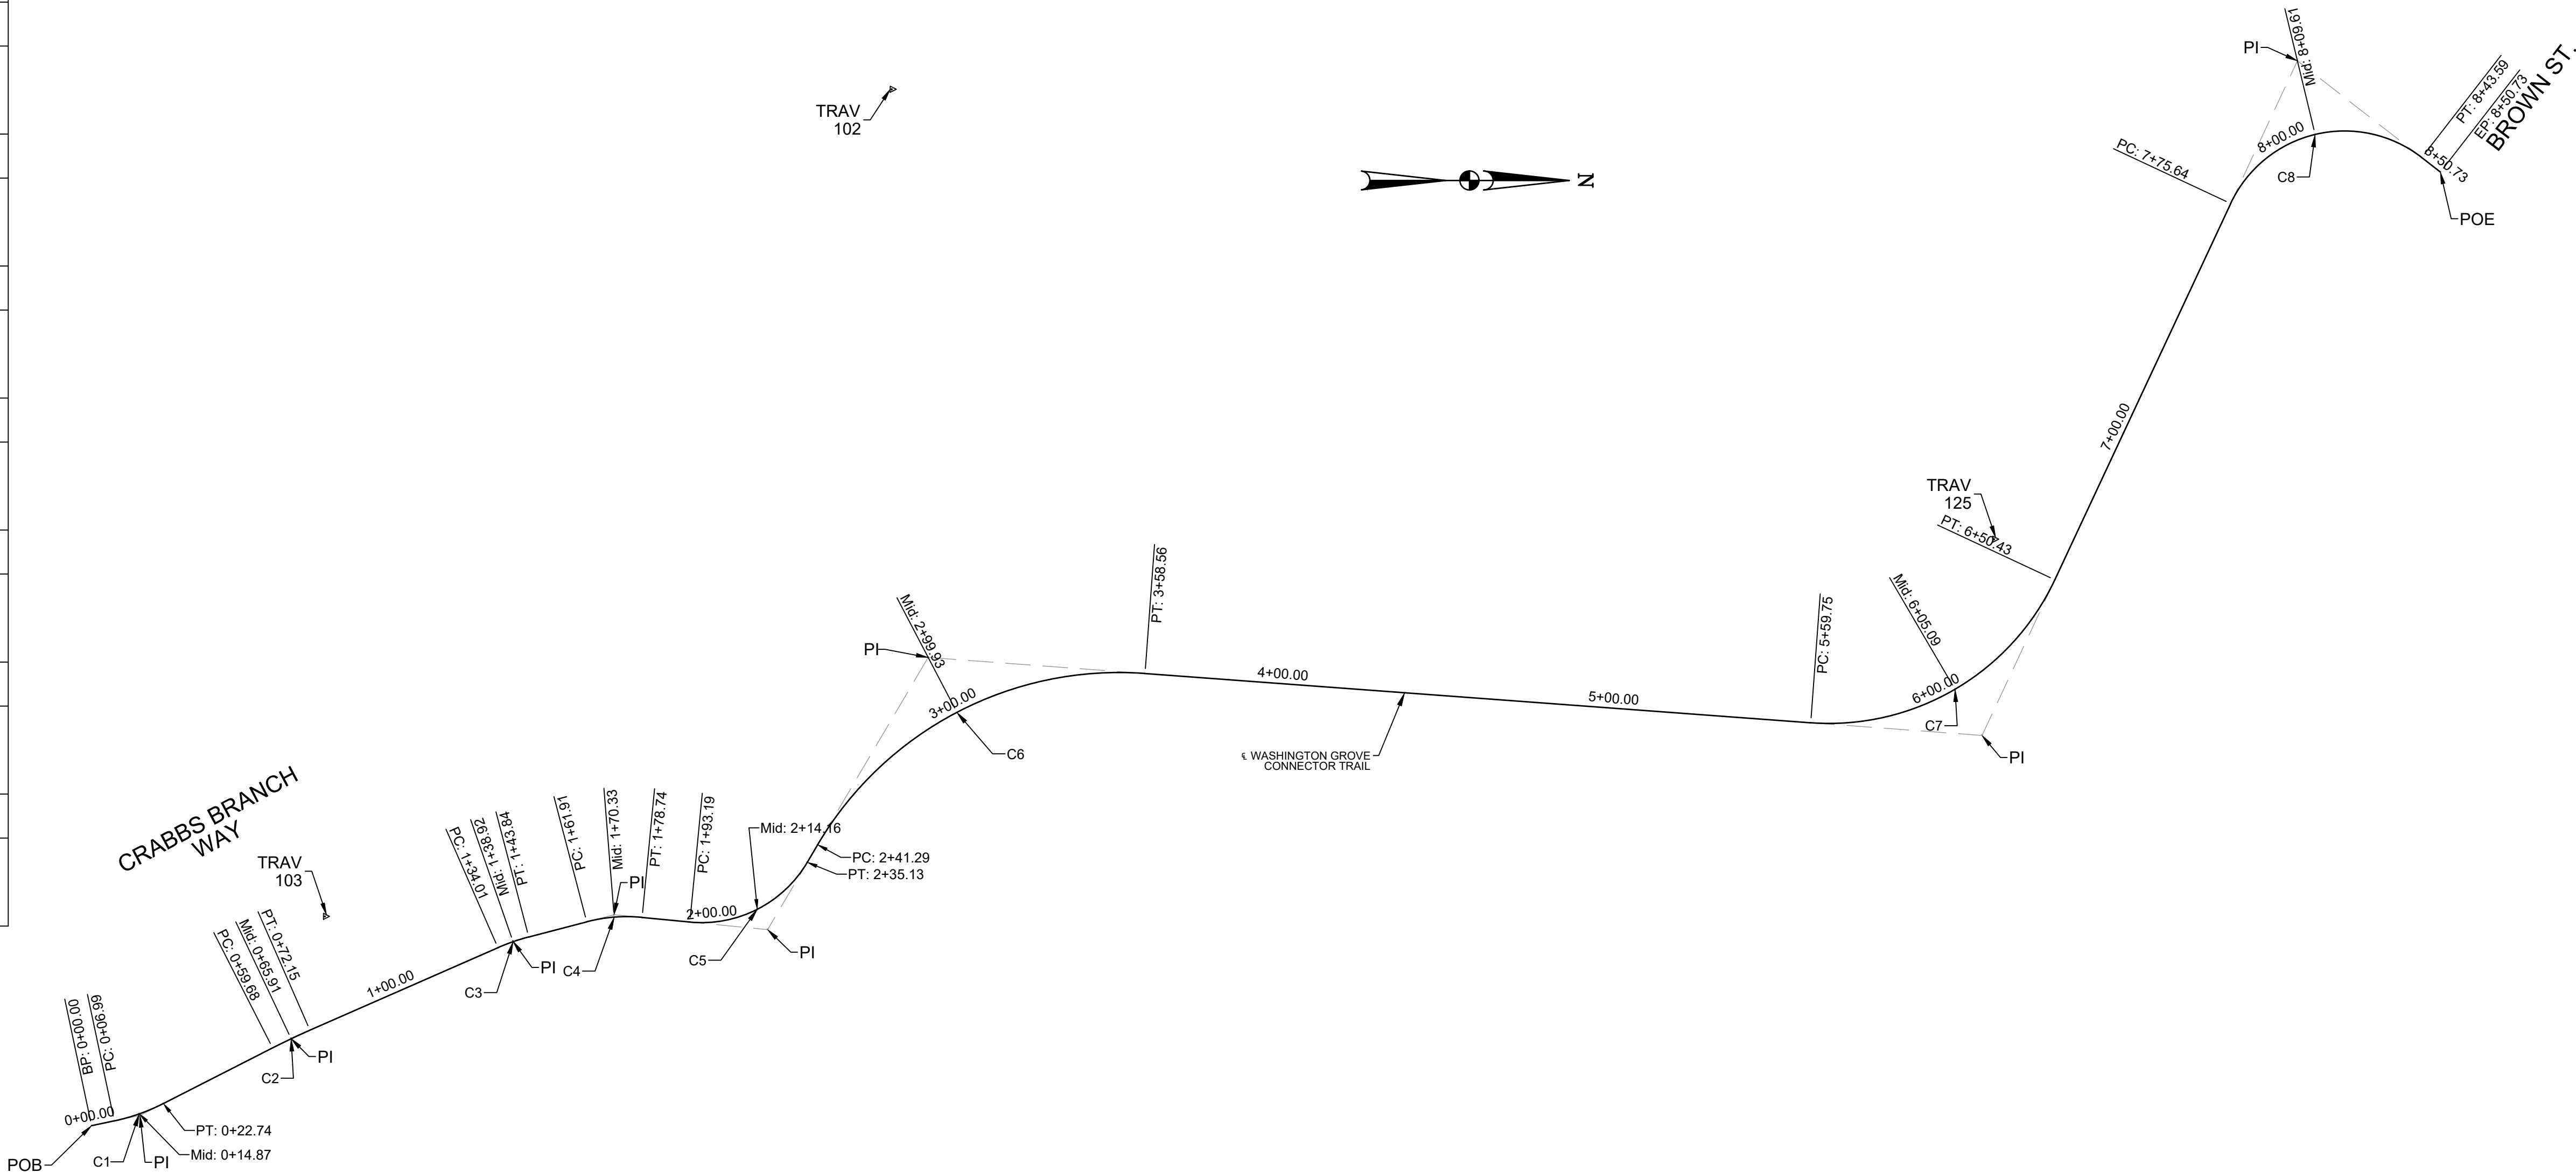 PI
Mid: 8+09.61
BROWN ST.
PT: 8+43.59
EP: 8+50.73
TRAV
102
8+00.00
PC: 7+75.64
C8
8+50.73
N
POE
7+00.00
TRAV
125
PT: 6+50.43
PT: 3+58.56
Mid: 6+05.09
Mid: 2+99.93
PC: 5+59.75
PI
4+00.00
5+00.00
6+00.00
3+00.00
C7
C6
℄ WASHINGTON GROVE
CONNECTOR TRAIL
PI
CRABBS BRANCH
WAY
PC: 1+34.01
Mid: 1+38.92
PT: 1+43.84
PC: 1+61.91
Mid: 1+70.33
PT: 1+78.74
PC: 1+93.19
Mid: 2+14.16
PC: 2+41.29
PT: 2+35.13
TRAV
103
PI
2+00.00
PI
C5
PC: 0+59.68
Mid: 0+65.91
PT: 0+72.15
PI
C4
C3
1+00.00
BP: 0+00.00
PC: 0+06.99
PI
C2
0+00.00
PT: 0+22.74
Mid: 0+14.87
POB
C1
PI